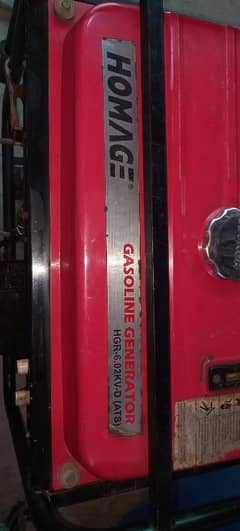 HOMAGE®
GASOLINE GENERATOR
HGR-6.02KV-D (ATS)